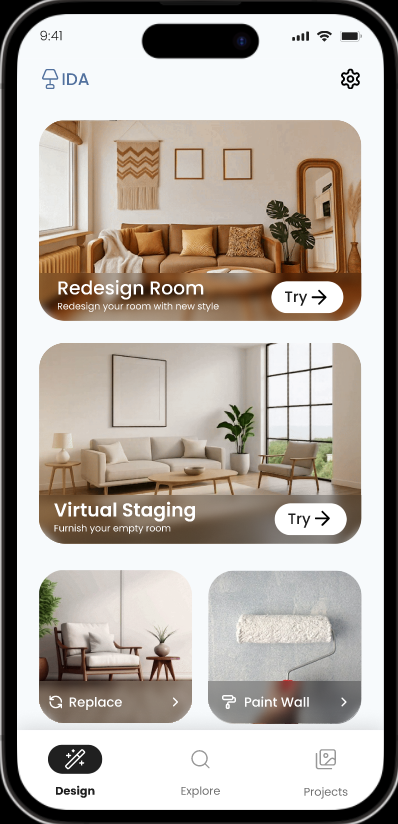 9:41
IDA
Redesign Room
Redesign your room with new style
Try
Virtual Staging
Furnish your empty room
Try
Replace
Paint Wall
Design
Explore
Projects